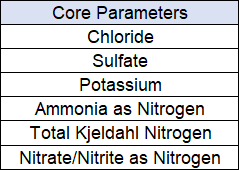 Core Parameters
Chloride
Sulfate
Potassium
Ammonia as Nitrogen
Total Kjeldahl Nitrogen
Nitrate/Nitrite as Nitrogen